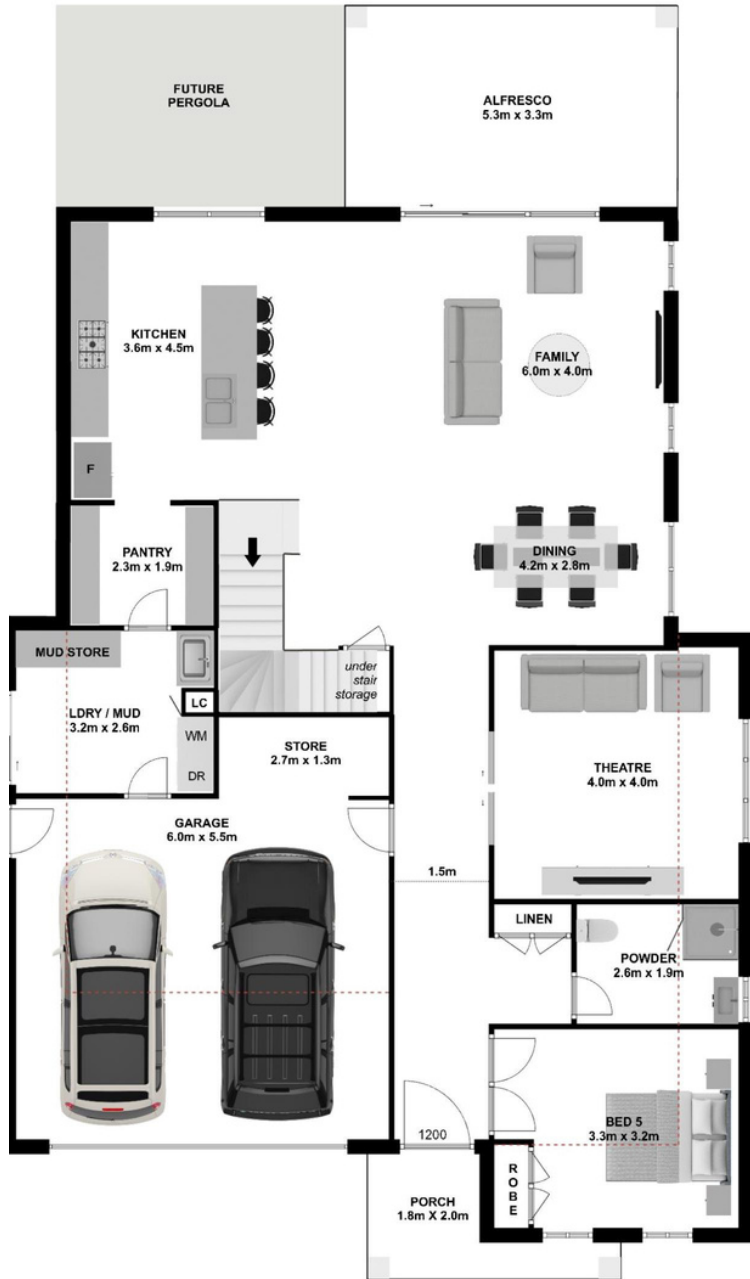 FUTURE
PERGOLA
ALFRESCO
5.3m x 3.3m
KITCHEN
3.6m x 4.5m
FAMILY
6.0m x 4.0m
F
PANTRY
2.3m x 1.9m
DINING
4.2m x 2.8m
MUD STORE
under
stair
storage
LC
LDRY / MUD
3.2m x 2.6m
WM
DR
STORE
2.7m x 1.3m
THEATRE
4.0m x 4.0m
GARAGE
6.0m x 5.5m
1.5m
LINEN
POWDER
2.6m x 1.9m
BED 5
3.3m x 3.2m
1200
ROBE
PORCH
1.8m X 2.0m